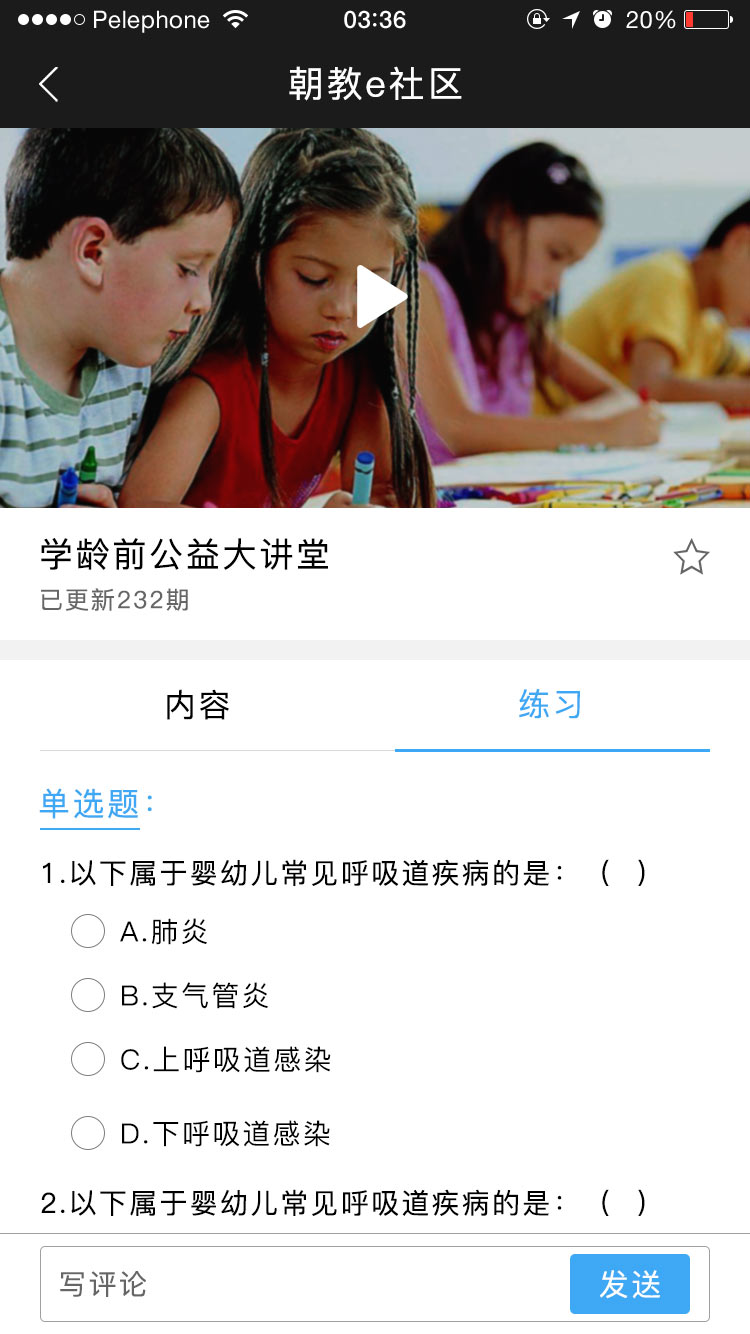 Pelephone 03:36 20%
朝教e社区
学龄前公益大讲堂
已更新232期
内容 练习
单选题：
1.以下属于婴幼儿常见呼吸道疾病的是：（ ）
A.肺炎
B.支气管炎
C.上呼吸道感染
D.下呼吸道感染
2.以下属于婴幼儿常见呼吸道疾病的是：（ ）
写评论 发送